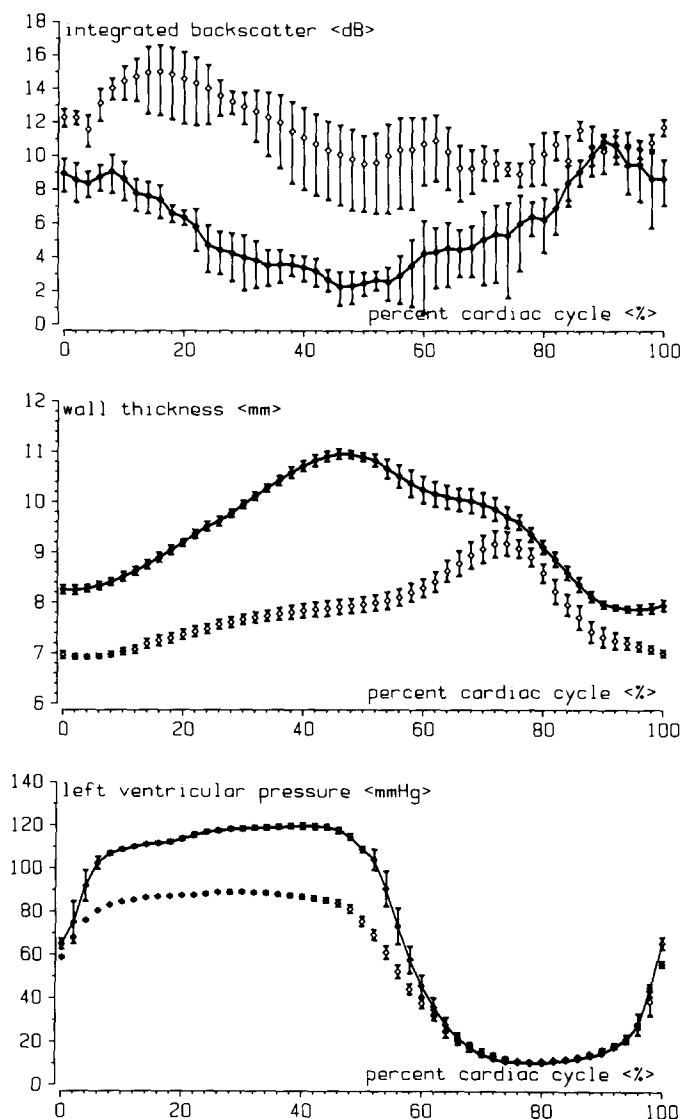 18
16
14
12
10
8
6
4
2
0
integrated backscatter <dB>
percent cardiac cycle <%>
0 20 40 60 80 100
12
11
10
9
8
7
6
wall thickness <mm>
percent cardiac cycle <%>
0 20 40 60 80 100
140
120
100
80
60
40
20
0
left ventricular pressure <mmHg>
percent cardiac cycle <%>
0 20 40 60 80 100